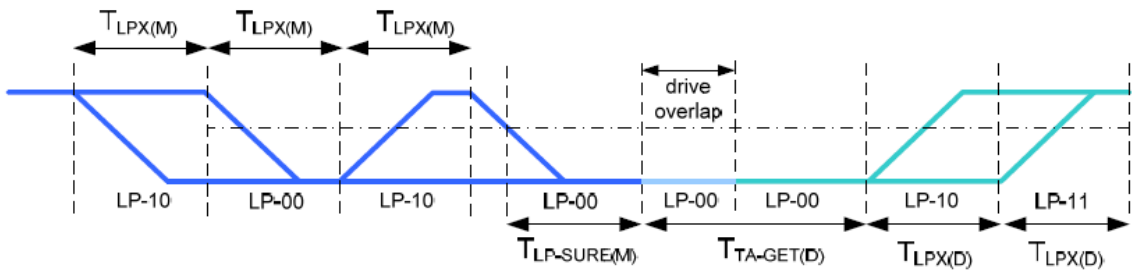 TLPX(M) TLPX(M) TLPX(M)
drive
overlap
LP-10 LP-00 LP-10 LP-00 LP-00 LP-00 LP-10 LP-11
TLP-SURE(M) TTA-GET(D) TLPX(D) TLPX(D)